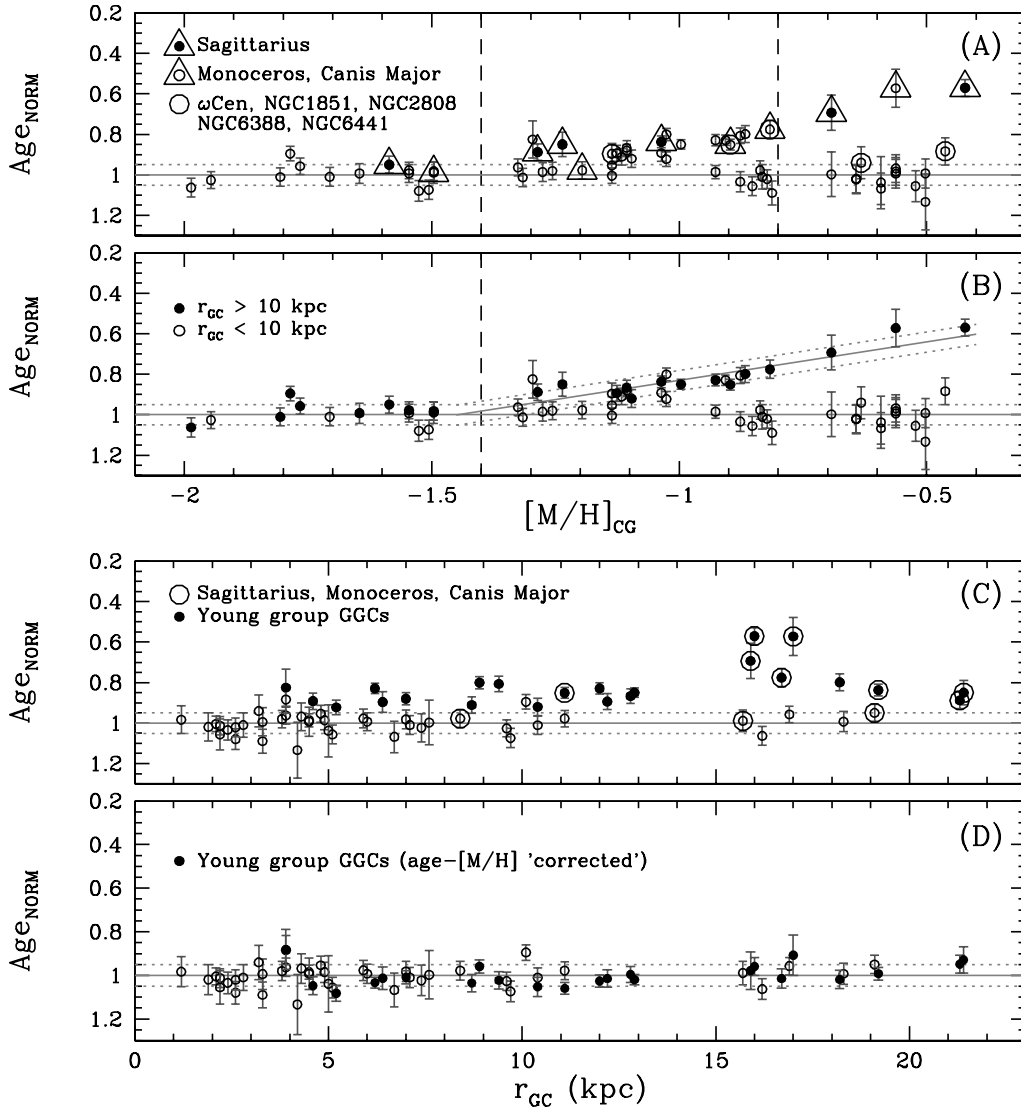 0.2
0.4
0.6
0.8
1
1.2
Age_NORM
Sagittarius
Monoceros, Canis Major
ωCen, NGC1851, NGC2808
NGC6388, NGC6441
(A)
0.2
0.4
0.6
0.8
1
1.2
Age_NORM
r_GC > 10 kpc
r_GC < 10 kpc
(B)
−2 −1.5 −1 −0.5
[M/H]_CG
0.2
0.4
0.6
0.8
1
1.2
Age_NORM
Sagittarius, Monoceros, Canis Major
Young group GGCs
(C)
0.2
0.4
0.6
0.8
1
1.2
Age_NORM
Young group GGCs (age-[M/H] 'corrected')
(D)
0 5 10 15 20
r_GC (kpc)